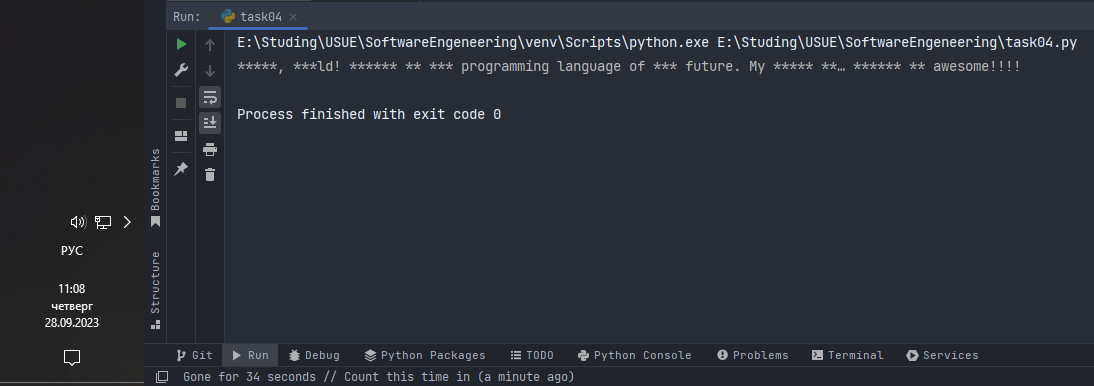 Run: task04
E:\Studing\USUE\SoftwareEngeneering\venv\Scripts\python.exe E:\Studing\USUE\SoftwareEngeneering\task04.py
*****, ***ld! ****** ** *** programming language of *** future. My ***** **… ****** ** awesome!!!!
Process finished with exit code 0
Bookmarks
Structure
РУС
11:08
четверг
28.09.2023
Git Run Debug Python Packages TODO Python Console Problems Terminal Services
Gone for 34 seconds // Count this time in (a minute ago)